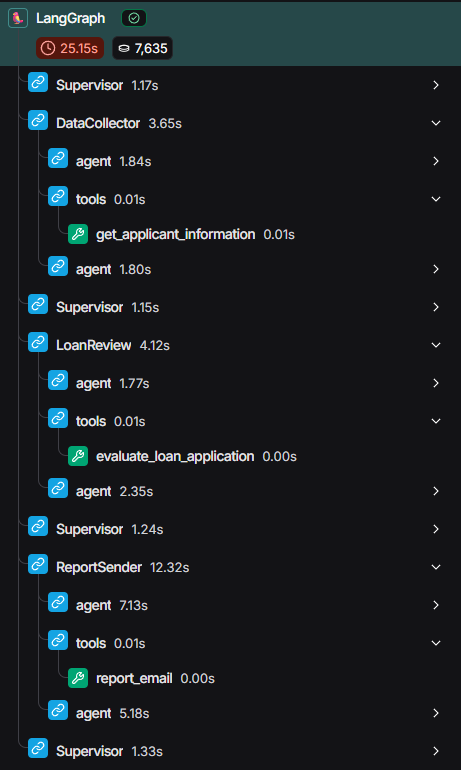 LangGraph
25.15s 7,635
Supervisor 1.17s
DataCollector 3.65s
agent 1.84s
tools 0.01s
get_applicant_information 0.01s
agent 1.80s
Supervisor 1.15s
LoanReview 4.12s
agent 1.77s
tools 0.01s
evaluate_loan_application 0.00s
agent 2.35s
Supervisor 1.24s
ReportSender 12.32s
agent 7.13s
tools 0.01s
report_email 0.00s
agent 5.18s
Supervisor 1.33s